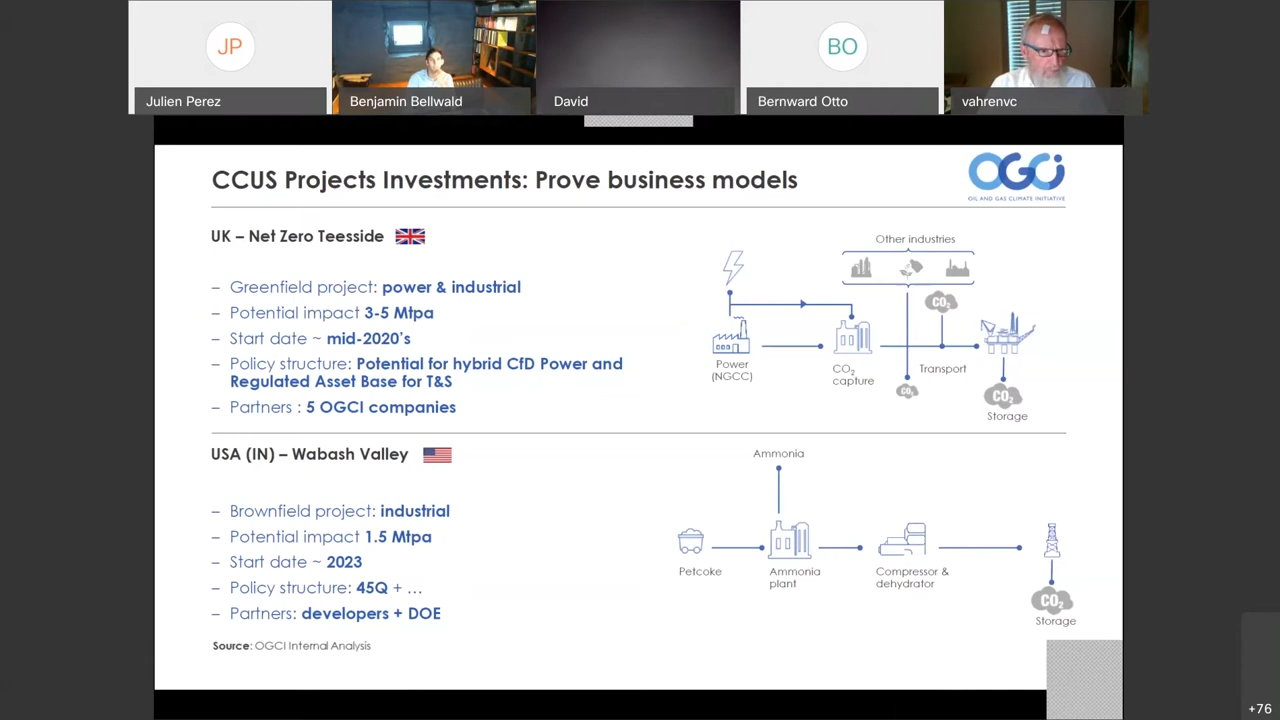 JP
BO
Julien Perez
Benjamin Bellwald
David
Bernward Otto
vahrenvc
CCUS Projects Investments: Prove business models
OGCI
OIL AND GAS CLIMATE INITIATIVE
UK – Net Zero Teesside
– Greenfield project: power & industrial
– Potential impact 3-5 Mtpa
– Start date ~ mid-2020's
– Policy structure: Potential for hybrid CfD Power and
Regulated Asset Base for T&S
– Partners : 5 OGCI companies
Other industries
CO₂
Power
(NGCC)
CO₂
capture
Transport
CO₂
CO₂
Storage
USA (IN) – Wabash Valley
– Brownfield project: industrial
– Potential impact 1.5 Mtpa
– Start date ~ 2023
– Policy structure: 45Q + ...
– Partners: developers + DOE
Ammonia
Petcoke
Ammonia
plant
Compressor &
dehydrator
CO₂
Storage
Source: OGCI Internal Analysis
+76